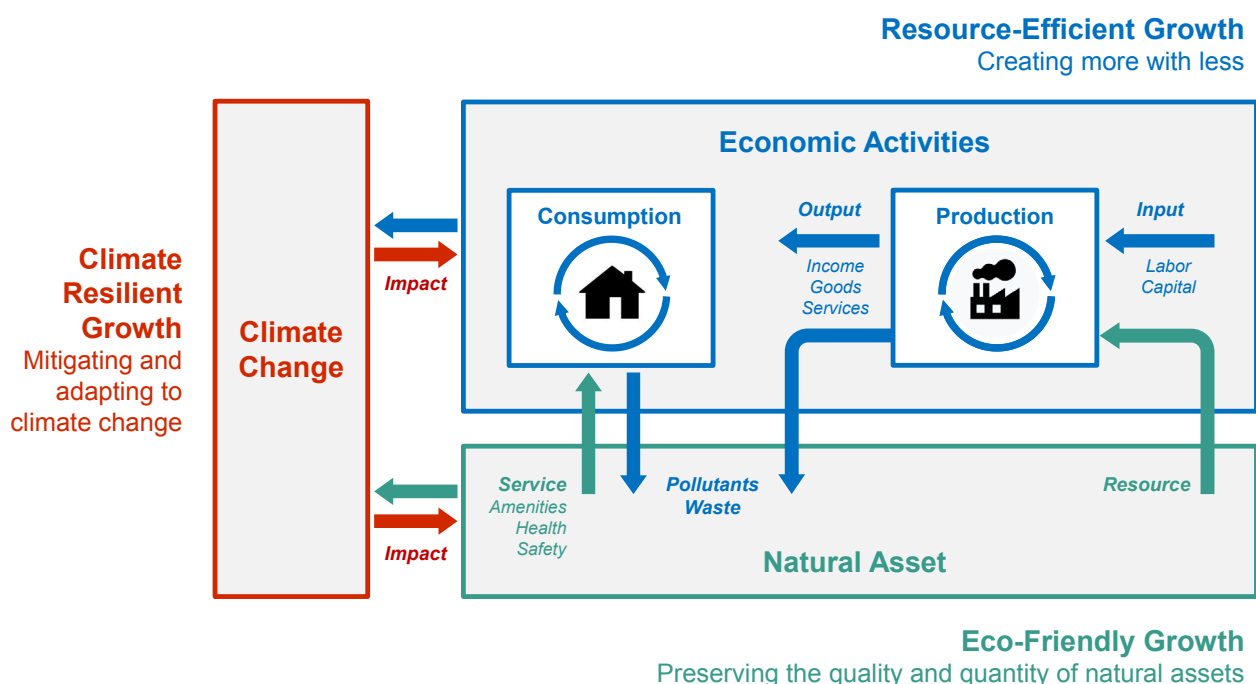 Resource-Efficient Growth
Creating more with less
Economic Activities
Consumption
Output
Production
Input
Income
Goods
Services
Labor
Capital
Impact
Climate
Resilient
Growth
Mitigating and
adapting to
climate change
Climate
Change
Service
Amenities
Health
Safety
Pollutants
Waste
Resource
Impact
Natural Asset
Eco-Friendly Growth
Preserving the quality and quantity of natural assets